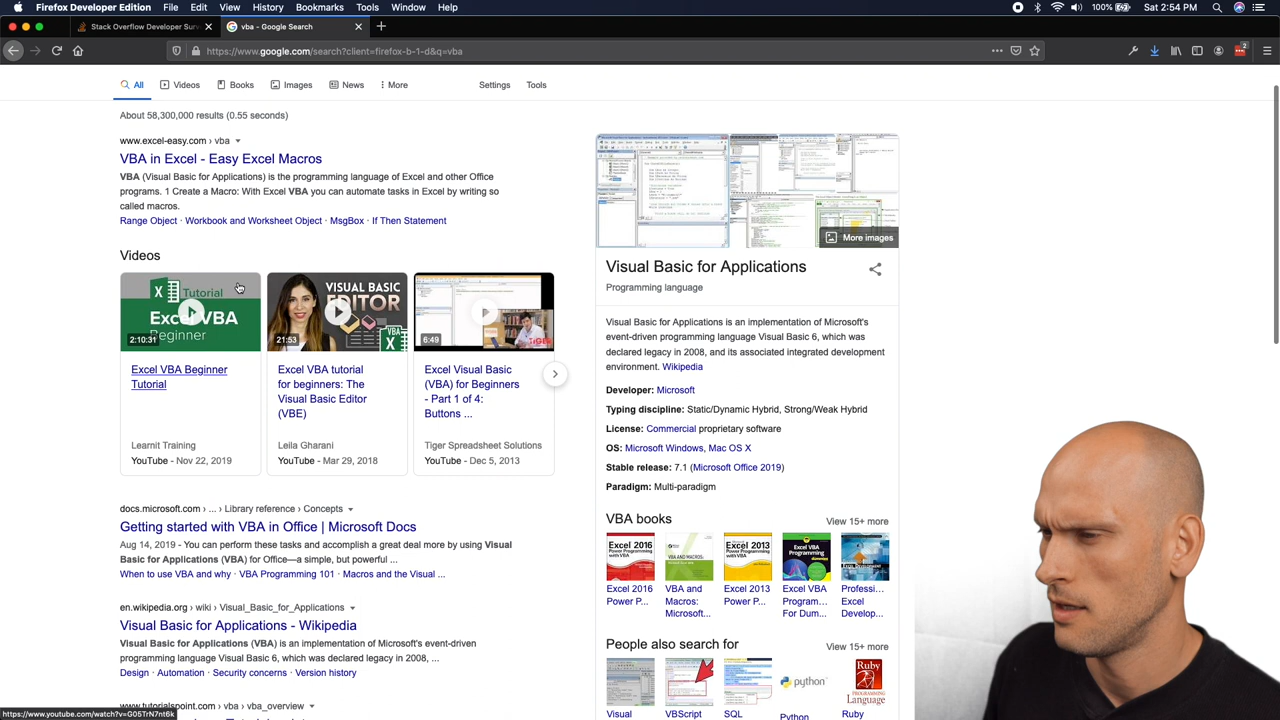 Firefox Developer Edition File Edit View History Bookmarks Tools Window Help 100% Sat 2:54 PM
Stack Overflow Developer Surv vba - Google Search
https://www.google.com/search?client=firefox-b-1-d&q=vba 2
All Videos Books Images News More Settings Tools
About 58,300,000 results (0.55 seconds)
www.excel-easy.com › vba
VBA in Excel - Easy Excel Macros
VBA (Visual Basic for Applications) is the programming language of Excel and other Office
programs. 1 Create a Macro: With Excel VBA you can automate tasks in Excel by writing so
called macros.
Range Object · Workbook and Worksheet Object · MsgBox · If Then Statement
Videos
Tutorial
Excel VBA
Beginner
2:10:31
VISUAL BASIC
EDITOR
21:53
6:49
Excel VBA Beginner
Tutorial
Learnit Training
YouTube - Nov 22, 2019
Excel VBA tutorial
for beginners: The
Visual Basic Editor
(VBE)
Leila Gharani
YouTube - Mar 29, 2018
Excel Visual Basic
(VBA) for Beginners
- Part 1 of 4:
Buttons ...
Tiger Spreadsheet Solutions
YouTube - Dec 5, 2013
docs.microsoft.com › ... › Library reference › Concepts
Getting started with VBA in Office | Microsoft Docs
Aug 14, 2019 - You can perform these tasks and accomplish a great deal more by using Visual
Basic for Applications (VBA) for Office—a simple, but powerful ...
When to use VBA and why · VBA Programming 101 · Macros and the Visual ...
en.wikipedia.org › wiki › Visual_Basic_for_Applications
Visual Basic for Applications - Wikipedia
Visual Basic for Applications (VBA) is an implementation of Microsoft's event-driven
programming language Visual Basic 6, which was declared legacy in 2008, ...
Design · Automation · Security concerns · Version history
www.tutorialspoint.com › vba › vba_overview
https://www.youtube.com/watch?v=G05TrN7nt6k
More images
Visual Basic for Applications
Programming language
Visual Basic for Applications is an implementation of Microsoft's
event-driven programming language Visual Basic 6, which was
declared legacy in 2008, and its associated integrated development
environment. Wikipedia
Developer: Microsoft
Typing discipline: Static/Dynamic Hybrid, Strong/Weak Hybrid
License: Commercial proprietary software
OS: Microsoft Windows, Mac OS X
Stable release: 7.1 (Microsoft Office 2019)
Paradigm: Multi-paradigm
VBA books View 15+ more
Excel 2016
Power P...
VBA and
Macros:
Microsoft...
Excel 2013
Power P...
Excel VBA
Program...
For Dum...
Professi...
Excel
Develop...
People also search for View 15+ more
python
Ruby
Visual VBScript SQL Python Ruby